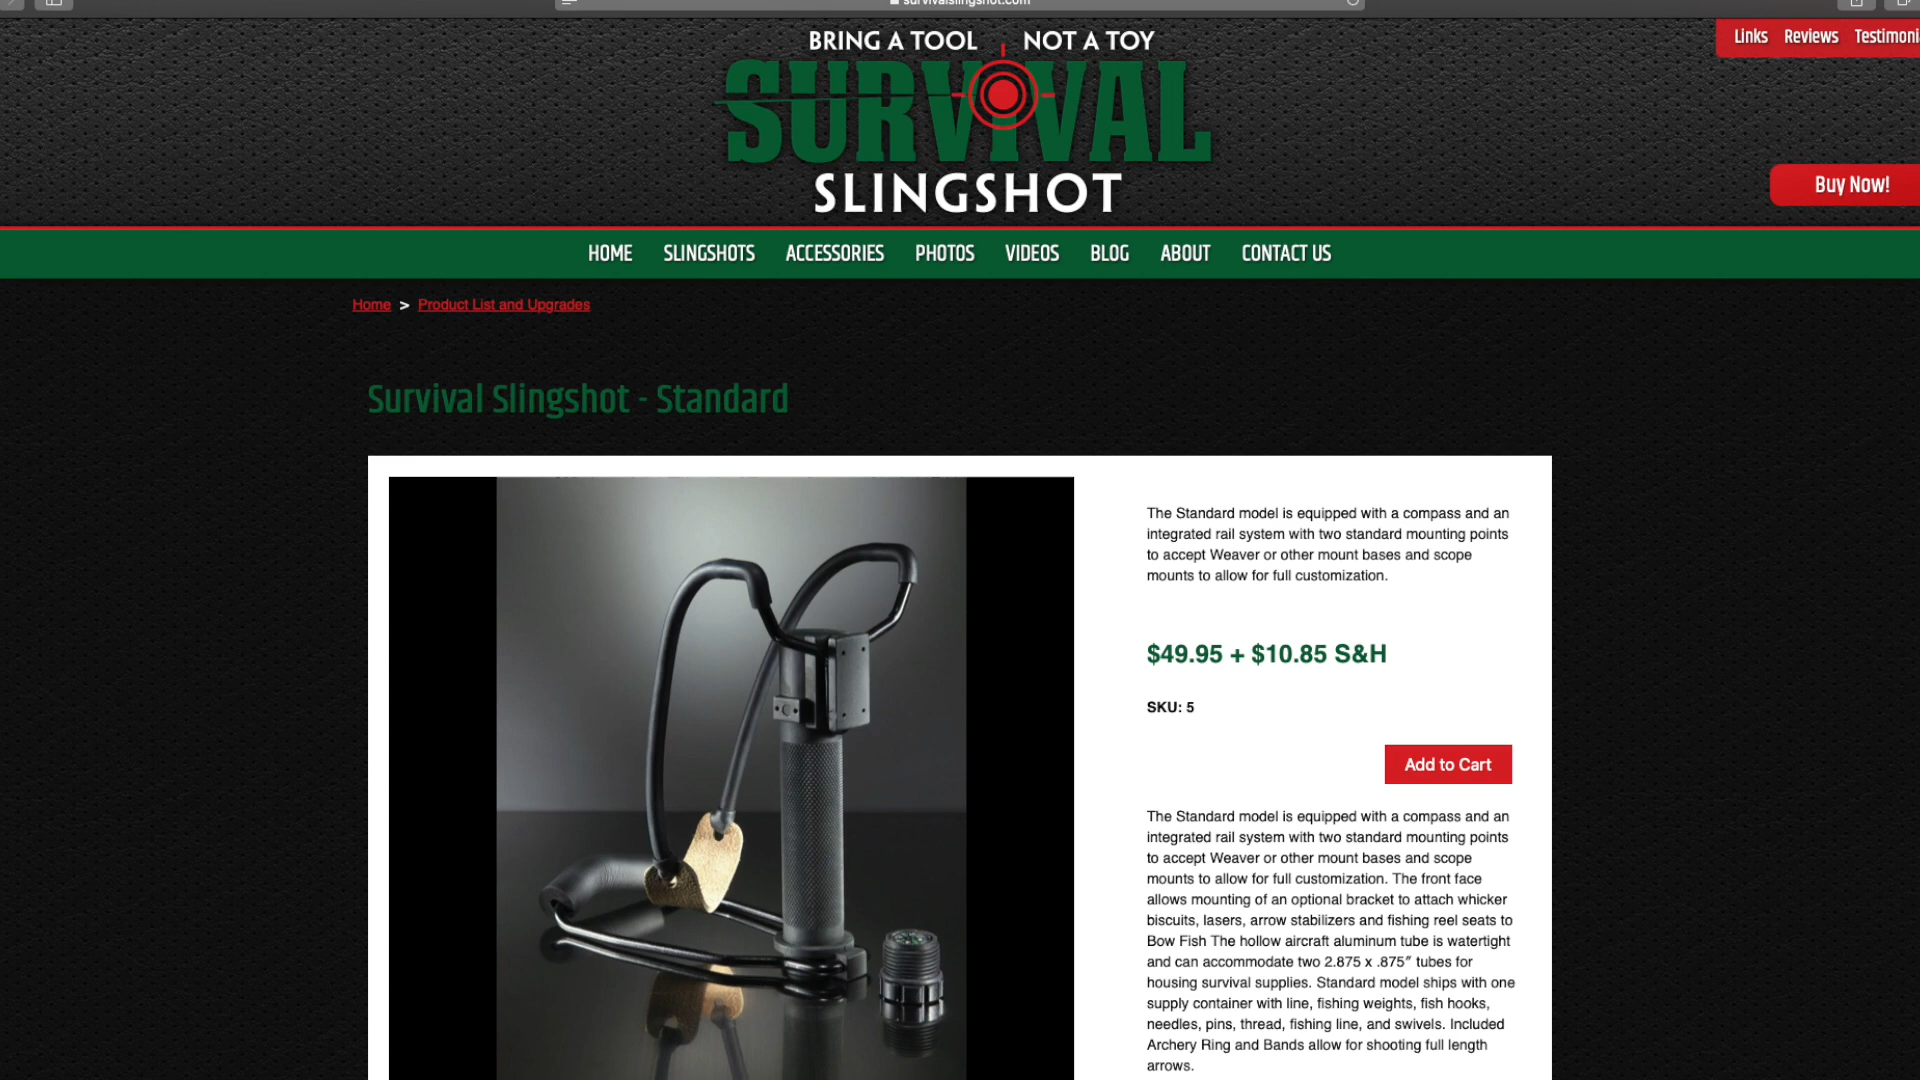 survivalslingshot.com
BRING A TOOL NOT A TOY
SURVIVAL
SLINGSHOT
Links Reviews Testimoni
Buy Now!
HOME SLINGSHOTS ACCESSORIES PHOTOS VIDEOS BLOG ABOUT CONTACT US
Home > Product List and Upgrades
Survival Slingshot - Standard
The Standard model is equipped with a compass and an
integrated rail system with two standard mounting points
to accept Weaver or other mount bases and scope
mounts to allow for full customization.
$49.95 + $10.85 S&H
SKU: 5
Add to Cart
The Standard model is equipped with a compass and an
integrated rail system with two standard mounting points
to accept Weaver or other mount bases and scope
mounts to allow for full customization. The front face
allows mounting of an optional bracket to attach whicker
biscuits, lasers, arrow stabilizers and fishing reel seats to
Bow Fish The hollow aircraft aluminum tube is watertight
and can accommodate two 2.875 x .875″ tubes for
housing survival supplies. Standard model ships with one
supply container with line, fishing weights, fish hooks,
needles, pins, thread, fishing line, and swivels. Included
Archery Ring and Bands allow for shooting full length
arrows.